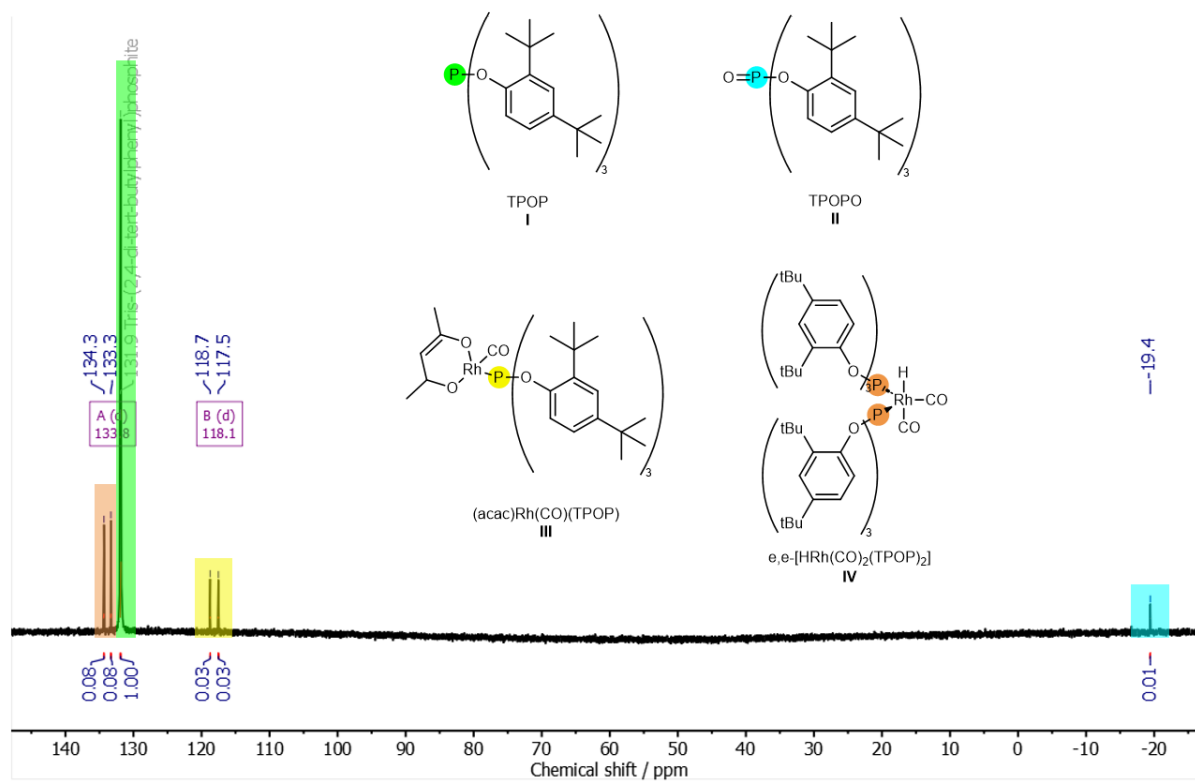 131.9 Tris-(2,4-di-tert-butylphenyl)phosphite
134.3
133.3
118.7
117.5
-19.4
A (d)
133.8
B (d)
118.1
P
O
3
TPOP
I
O=P
O
3
TPOPO
II
O
O
Rh
CO
P
O
3
(acac)Rh(CO)(TPOP)
III
tBu
tBu
O
3
P
H
Rh
CO
CO
P
O
tBu
tBu
3
e,e-[HRh(CO)2(TPOP)2]
IV
0.08
0.08
1.00
0.03
0.03
0.01
140 130 120 110 100 90 80 70 60 50 40 30 20 10 0 -10 -20
Chemical shift / ppm